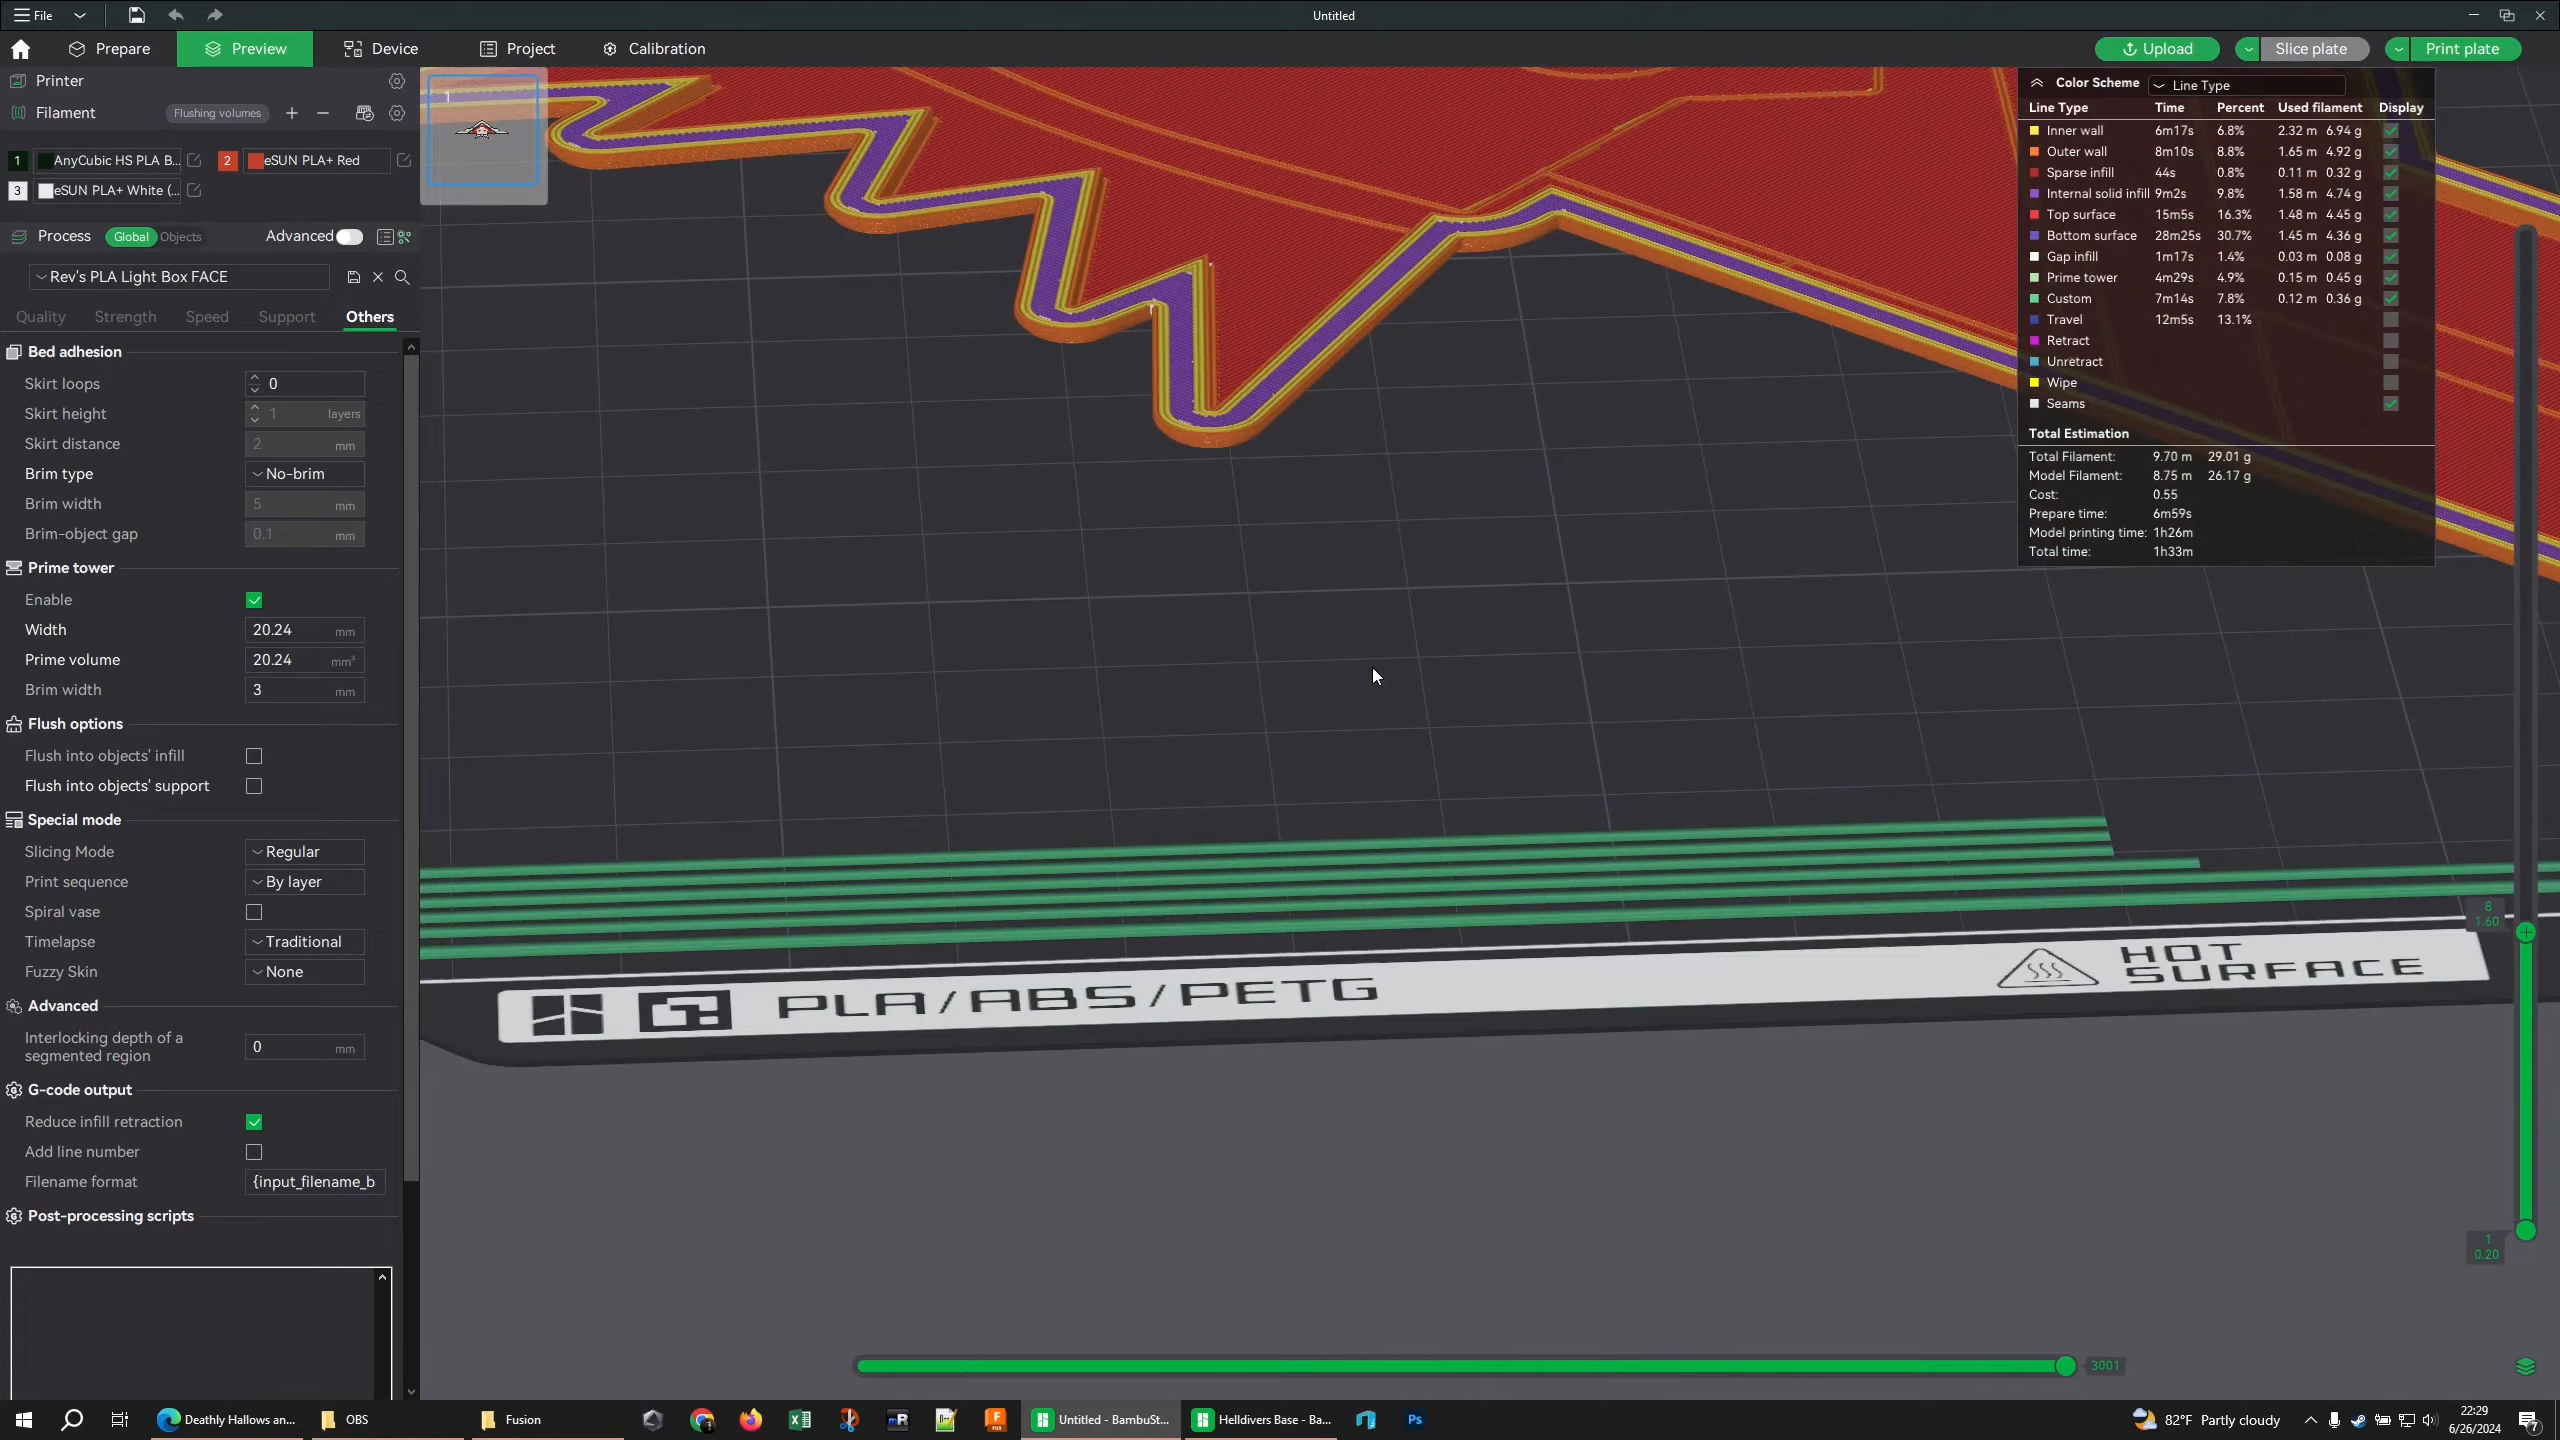 File
Untitled
Prepare
Preview
Device
Project
Calibration
Upload
Slice plate
Print plate
Printer
Filament
Flushing volumes
1 AnyCubic HS PLA B...
2 eSUN PLA+ Red
3 eSUN PLA+ White (...
Process Global Objects Advanced
Rev's PLA Light Box FACE
Quality Strength Speed Support Others
Bed adhesion
Skirt loops 0
Skirt height 1 layers
Skirt distance 2 mm
Brim type No-brim
Brim width 5 mm
Brim-object gap 0.1 mm
Prime tower
Enable
Width 20.24 mm
Prime volume 20.24 mm³
Brim width 3 mm
Flush options
Flush into objects' infill
Flush into objects' support
Special mode
Slicing Mode Regular
Print sequence By layer
Spiral vase
Timelapse Traditional
Fuzzy Skin None
Advanced
Interlocking depth of a
segmented region 0 mm
G-code output
Reduce infill retraction
Add line number
Filename format {input_filename_b
Post-processing scripts
1
Color Scheme Line Type
Line Type Time Percent Used filament Display
Inner wall 6m17s 6.8% 2.32 m 6.94 g
Outer wall 8m10s 8.8% 1.65 m 4.92 g
Sparse infill 44s 0.8% 0.11 m 0.32 g
Internal solid infill 9m2s 9.8% 1.58 m 4.74 g
Top surface 15m5s 16.3% 1.48 m 4.45 g
Bottom surface 28m25s 30.7% 1.45 m 4.36 g
Gap infill 1m17s 1.4% 0.03 m 0.08 g
Prime tower 4m29s 4.9% 0.15 m 0.45 g
Custom 7m14s 7.8% 0.12 m 0.36 g
Travel 12m5s 13.1%
Retract
Unretract
Wipe
Seams
Total Estimation
Total Filament: 9.70 m 29.01 g
Model Filament: 8.75 m 26.17 g
Cost: 0.55
Prepare time: 6m59s
Model printing time: 1h26m
Total time: 1h33m
8
1.60
PLA/ABS/PETG
HOT
SURFACE
1
0.20
3001
Deathly Hallows an...
OBS
Fusion
Untitled - BambuSt...
Helldivers Base - Ba...
Ps
82°F Partly cloudy
22:29
6/26/2024
7